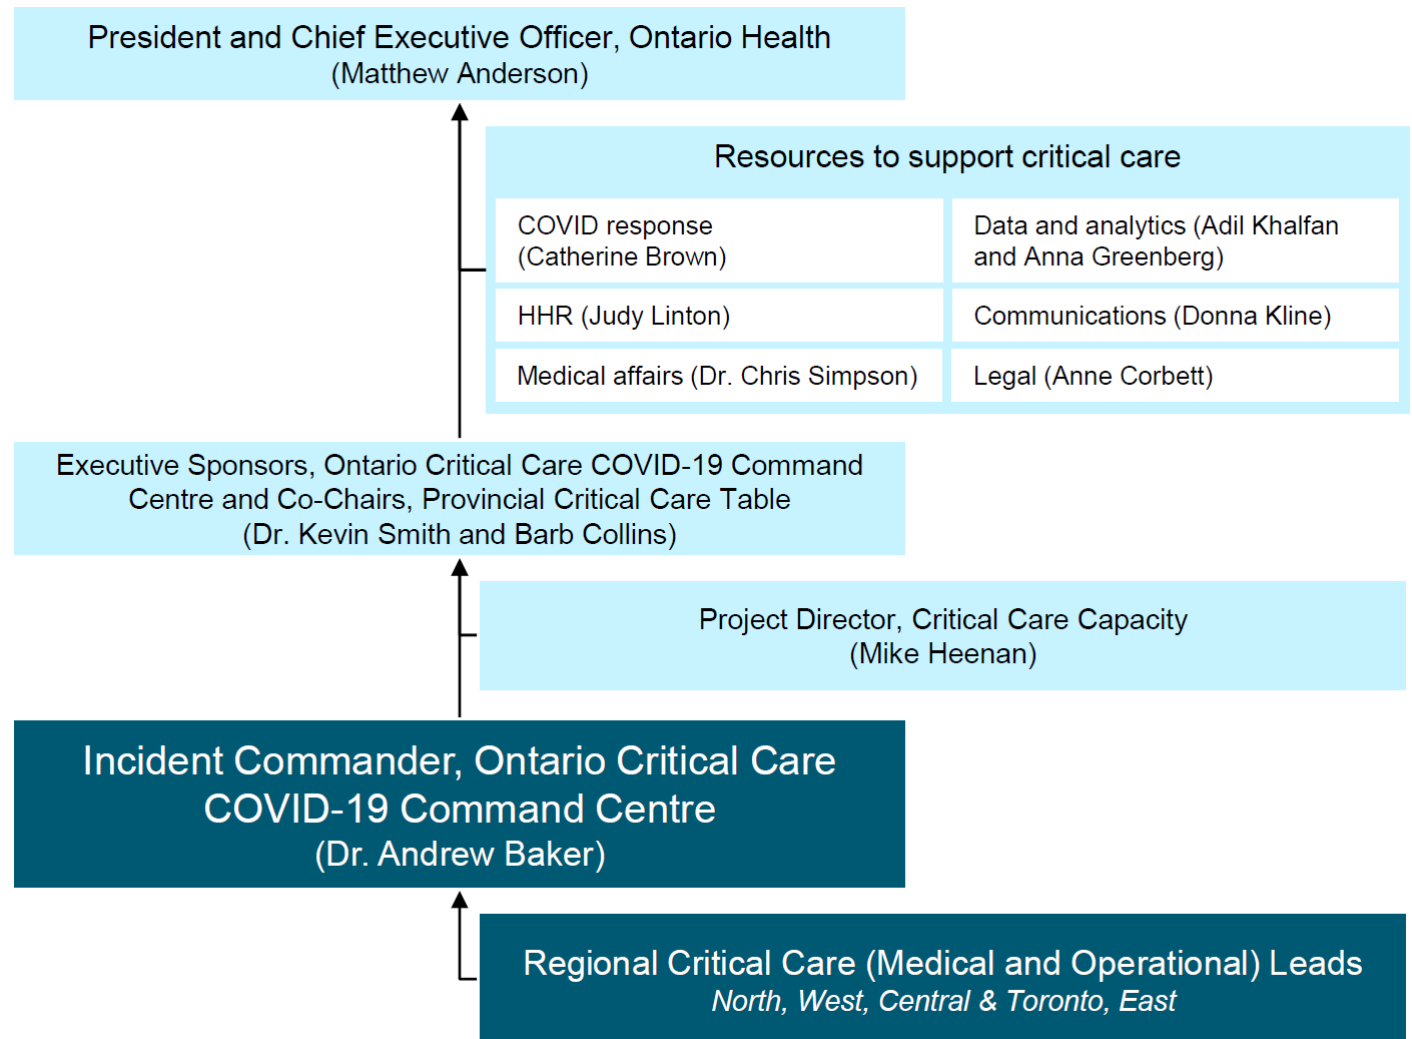 President and Chief Executive Officer, Ontario Health
(Matthew Anderson)
Resources to support critical care
COVID response
(Catherine Brown)
Data and analytics (Adil Khalfan
and Anna Greenberg)
HHR (Judy Linton)
Communications (Donna Kline)
Medical affairs (Dr. Chris Simpson)
Legal (Anne Corbett)
Executive Sponsors, Ontario Critical Care COVID-19 Command
Centre and Co-Chairs, Provincial Critical Care Table
(Dr. Kevin Smith and Barb Collins)
Project Director, Critical Care Capacity
(Mike Heenan)
Incident Commander, Ontario Critical Care
COVID-19 Command Centre
(Dr. Andrew Baker)
Regional Critical Care (Medical and Operational) Leads
North, West, Central & Toronto, East